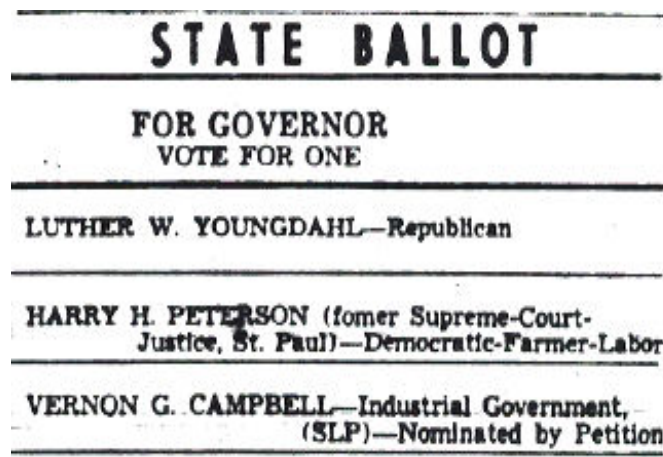 STATE BALLOT
FOR GOVERNOR
VOTE FOR ONE
LUTHER W. YOUNGDAHL—Republican
HARRY H. PETERSON (fomer Supreme-Court-
Justice, St. Paul)—Democratic-Farmer-Labor
VERNON G. CAMPBELL—Industrial Government,
(SLP)—Nominated by Petition